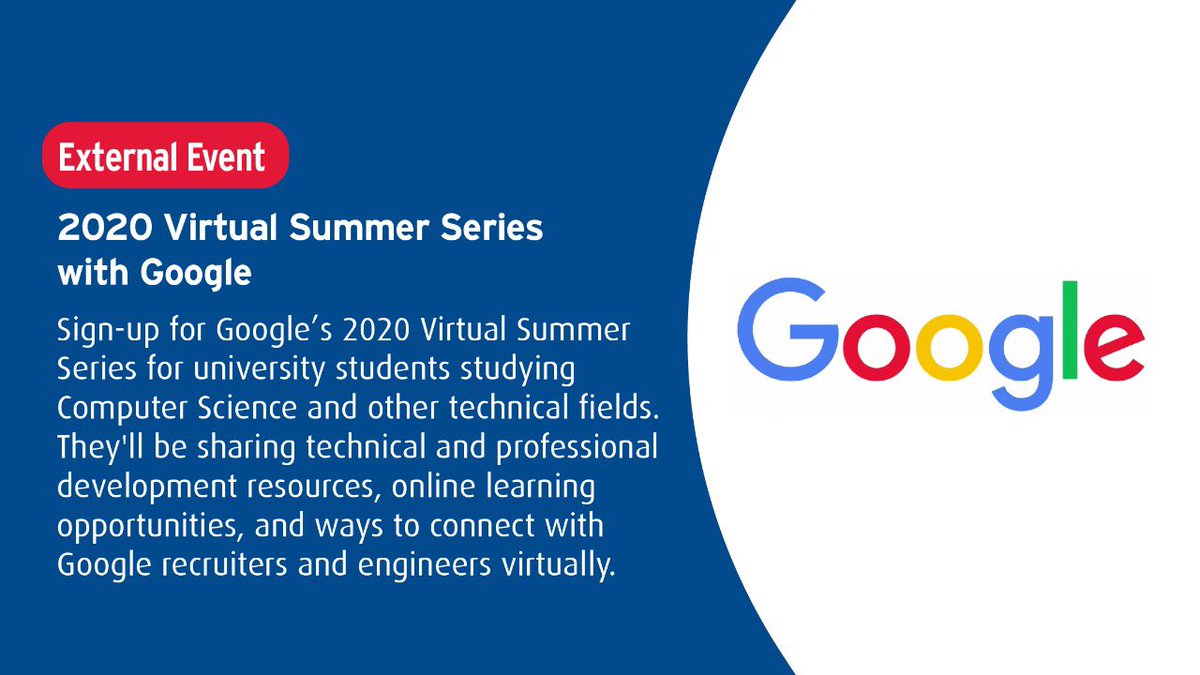 External Event
2020 Virtual Summer Series
with Google
Sign-up for Google’s 2020 Virtual Summer
Series for university students studying
Computer Science and other technical fields.
They'll be sharing technical and professional
development resources, online learning
opportunities, and ways to connect with
Google recruiters and engineers virtually.
Google